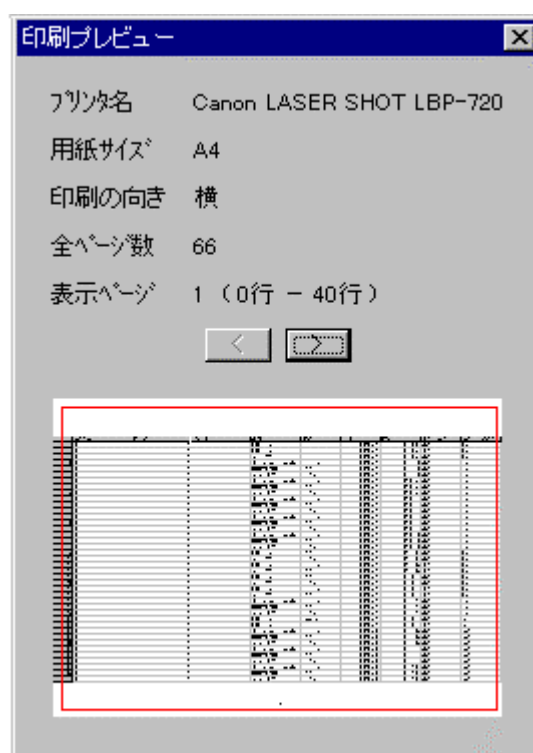 印刷プレビュー
プリンタ名 Canon LASER SHOT LBP-720
用紙サイズ A4
印刷の向き 横
全ページ数 66
表示ページ 1 (0行 - 40行)
< >